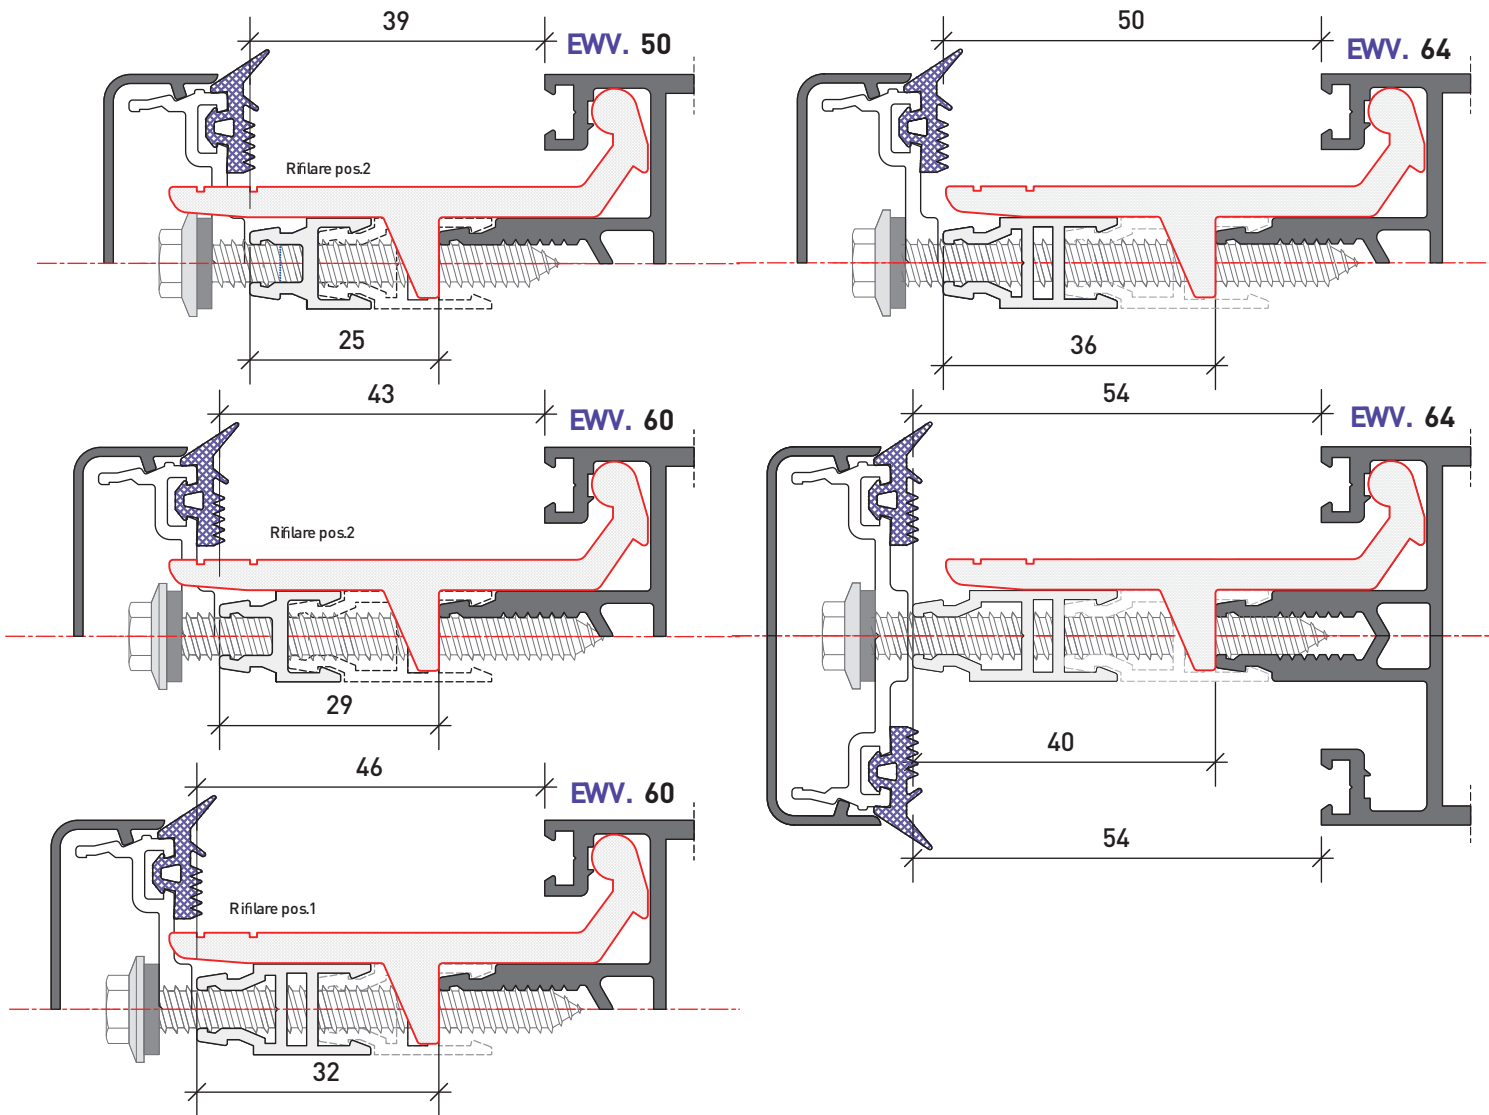 39
EWV. 50
Rifilare pos.2
25
50
EWV. 64
36
43
EWV. 60
Rifilare pos.2
29
54
EWV. 64
40
54
46
EWV. 60
Rifilare pos.1
32